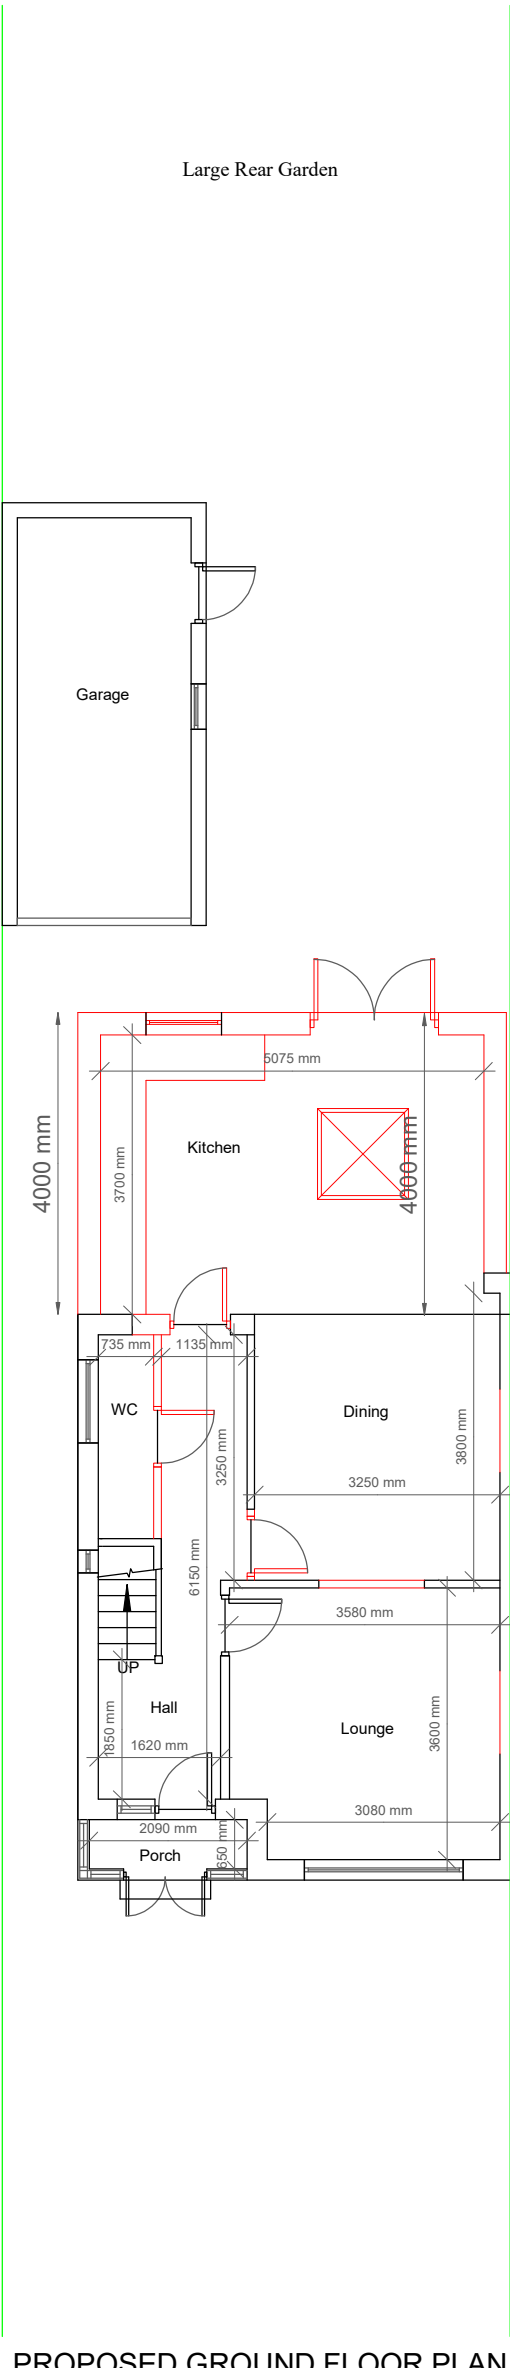 Large Rear Garden
Garage
5075 mm
4000 mm
3700 mm
Kitchen
4000 mm
735 mm
1135 mm
WC
Dining
3250 mm
3800 mm
3250 mm
6150 mm
3580 mm
UP
Hall
1850 mm
1620 mm
Lounge
3600 mm
3080 mm
2090 mm
650 mm
Porch
PROPOSED GROUND FLOOR PLAN